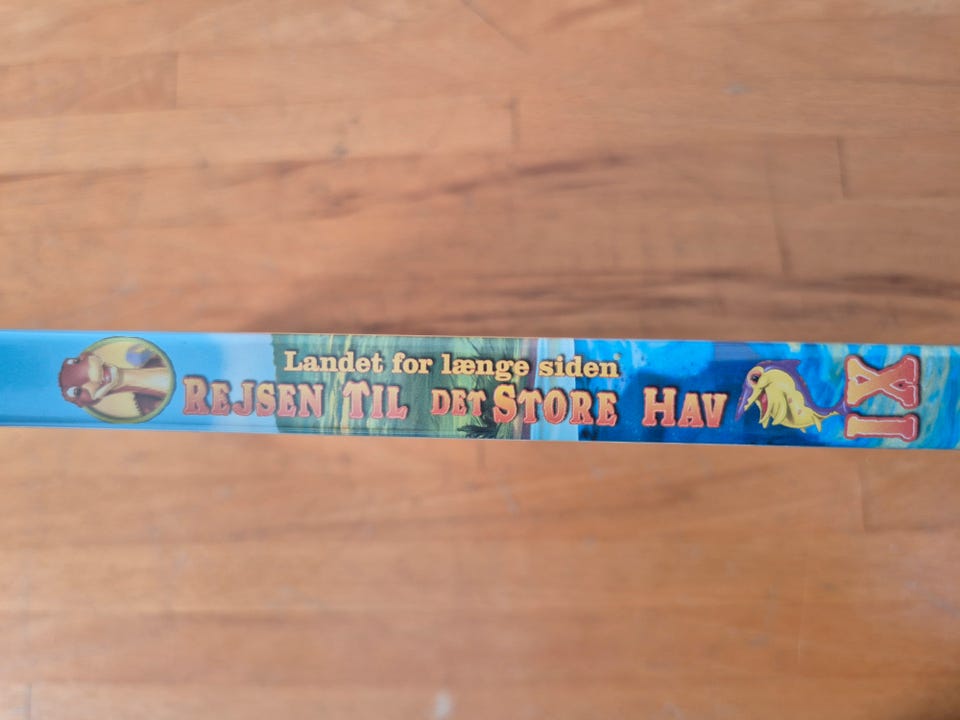 Landet for længe siden
REJSEN TIL DET STORE HAV
IX